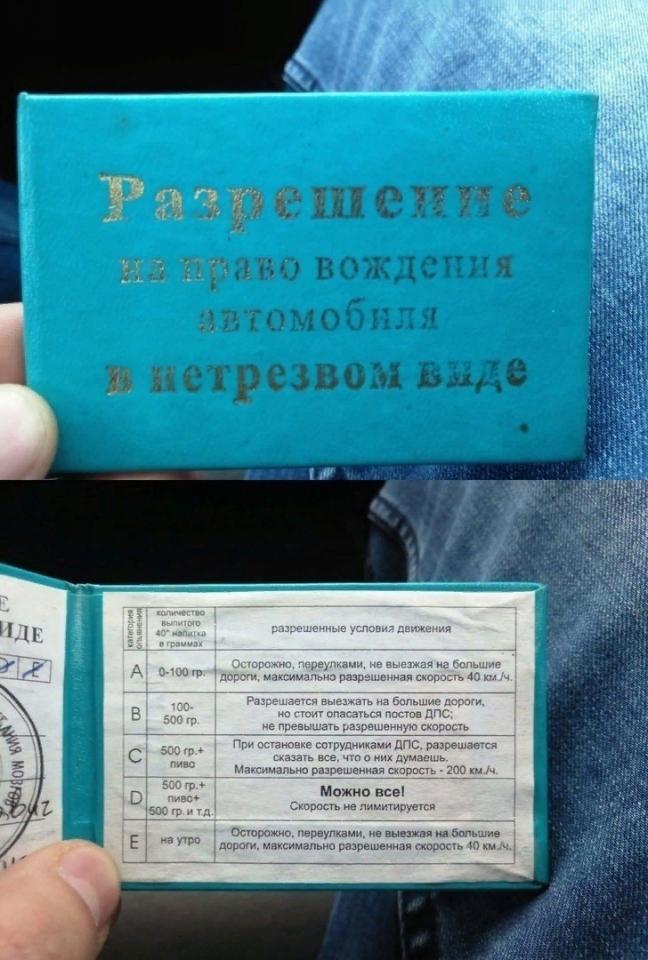 Разрешение
на право вождения
автомобиля
в нетрезвом виде
Е
ИДЕ
E
категория опьянения
количество
выпитого
40° напитка
в граммах
разрешенные условия движения
A
0-100 гр.
Осторожно, переулками, не выезжая на большие
дороги, максимально разрешенная скорость 40 км./ч.
B
100-
500 гр.
Разрешается выезжать на большие дороги,
но стоит опасаться постов ДПС;
не превышать разрешенную скорость
C
500 гр.+
пиво
При остановке сотрудниками ДПС, разрешается
сказать все, что о них думаешь.
Максимально разрешенная скорость - 200 км./ч.
D
500 гр.+
пиво+
500 гр. и т.д.
Можно все!
Скорость не лимитируется
E
на утро
Осторожно, переулками, не выезжая на большие
дороги, максимально разрешенная скорость 40 км./ч.